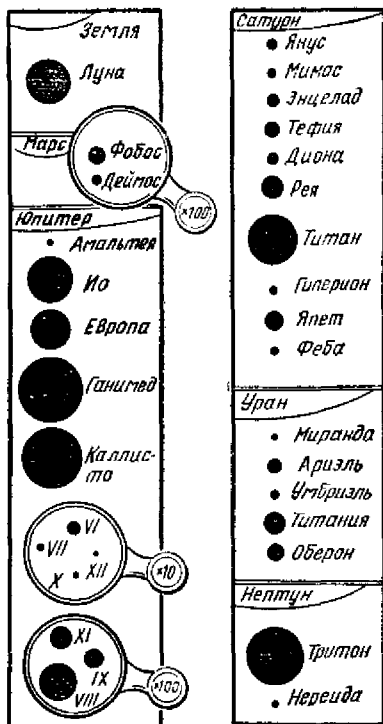 Земля
Луна
Марс
Фобос
Деймос
×100
Юпитер
Амальтея
Ио
Европа
Ганимед
Каллис-
то
VI
VII
XII
X
×10
XI
IX
VIII
×100
Сатурн
Янус
Мимас
Энцелад
Тефия
Диона
Рея
Титан
Гиперион
Япет
Феба
Уран
Миранда
Ариэль
Умбриэль
Титания
Оберон
Нептун
Тритон
Нереида